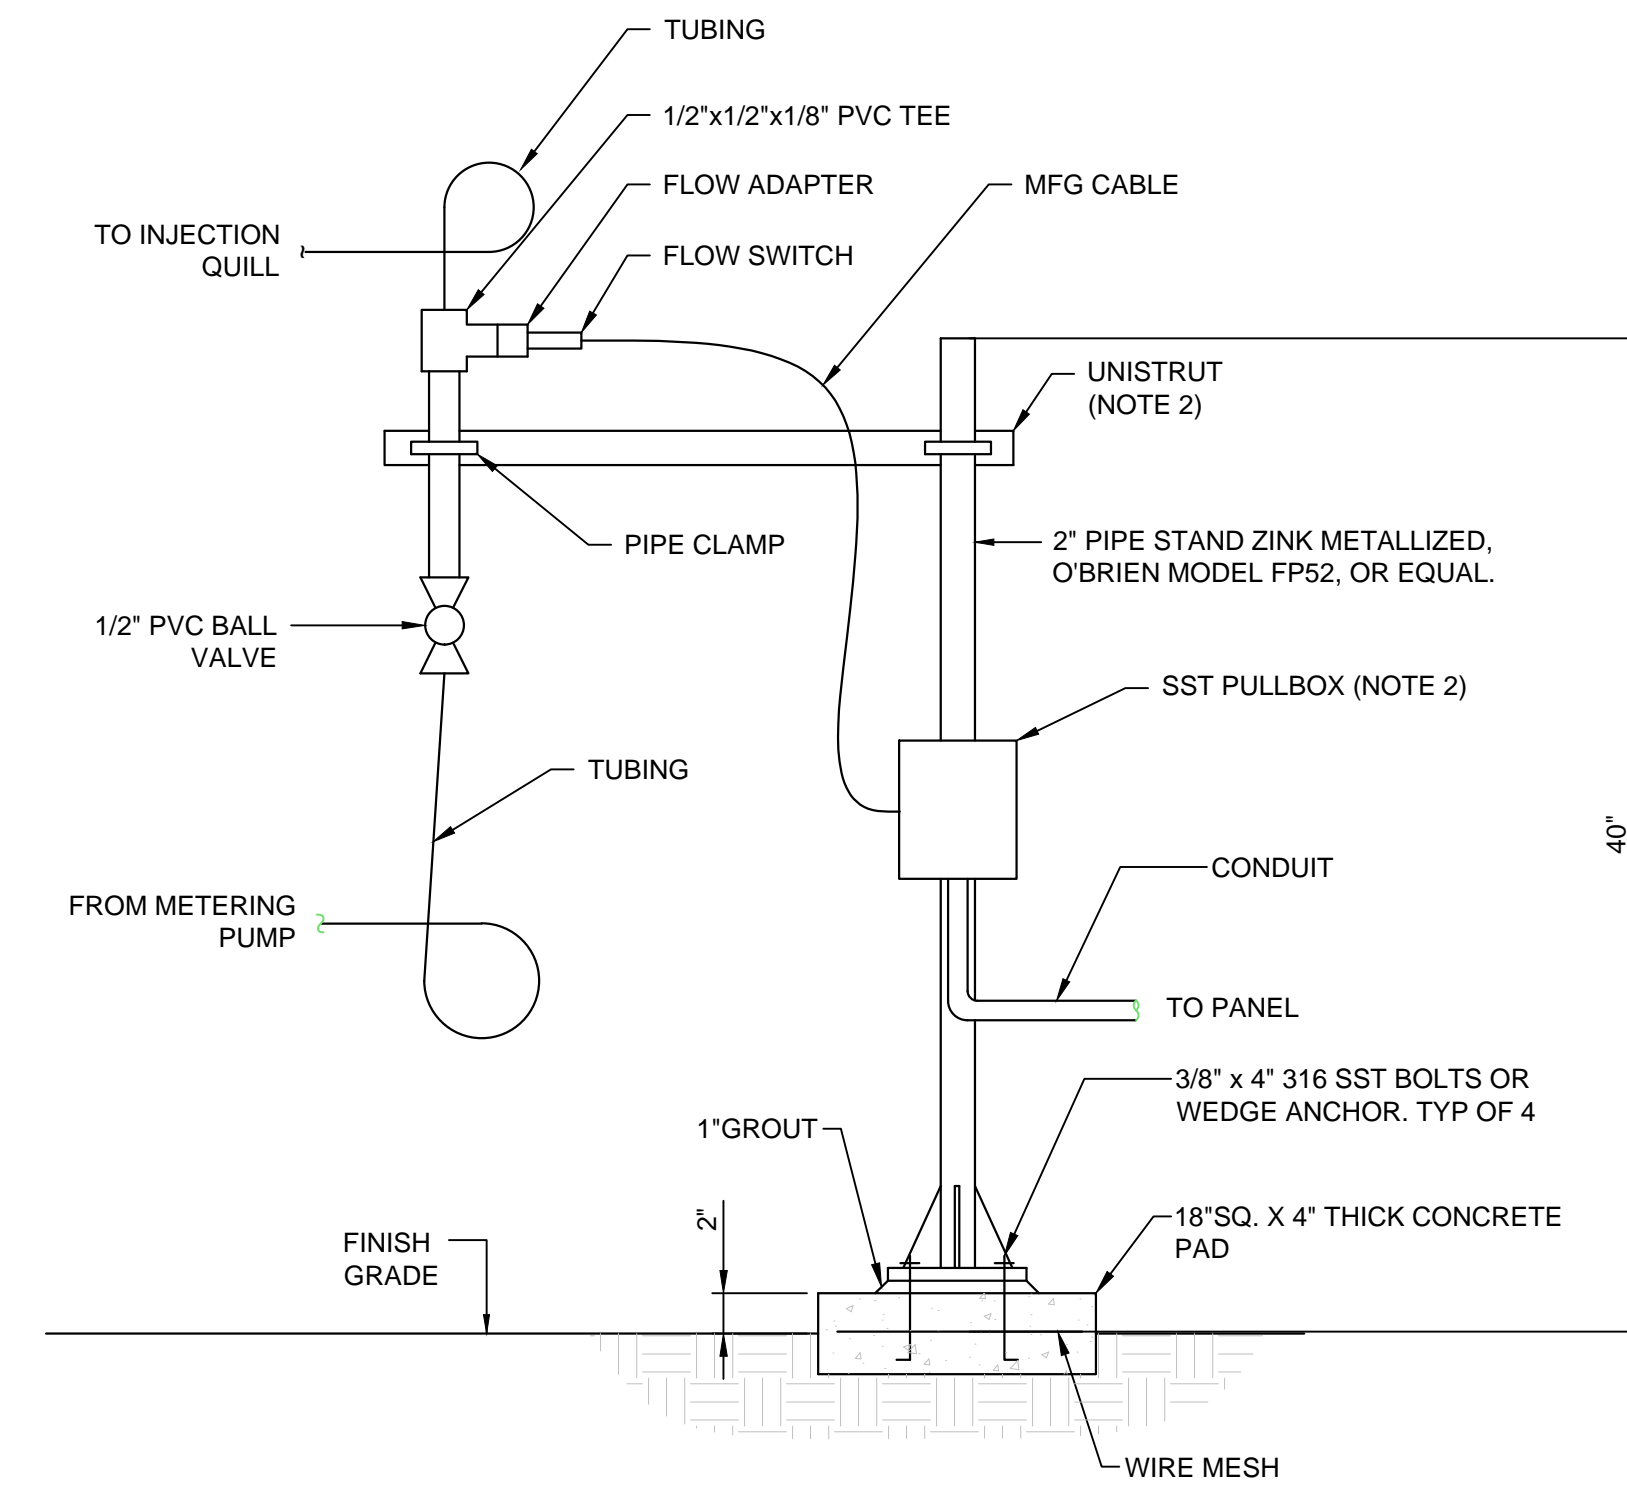 TUBING
1/2"x1/2"x1/8" PVC TEE
FLOW ADAPTER
MFG CABLE
TO INJECTION
QUILL
FLOW SWITCH
UNISTRUT
(NOTE 2)
PIPE CLAMP
2" PIPE STAND ZINK METALLIZED,
O'BRIEN MODEL FP52, OR EQUAL.
1/2" PVC BALL
VALVE
SST PULLBOX (NOTE 2)
TUBING
40"
CONDUIT
FROM METERING
PUMP
TO PANEL
3/8" x 4" 316 SST BOLTS OR
WEDGE ANCHOR. TYP OF 4
1"GROUT
2"
18"SQ. X 4" THICK CONCRETE
PAD
FINISH
GRADE
WIRE MESH